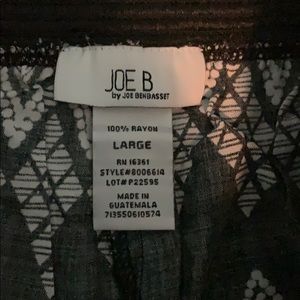 JOE B
by JOE BENBASSET
100% RAYON
LARGE
RN 16361
STYLE#8006614
LOT#P22595
MADE IN
GUATEMALA
713550610574